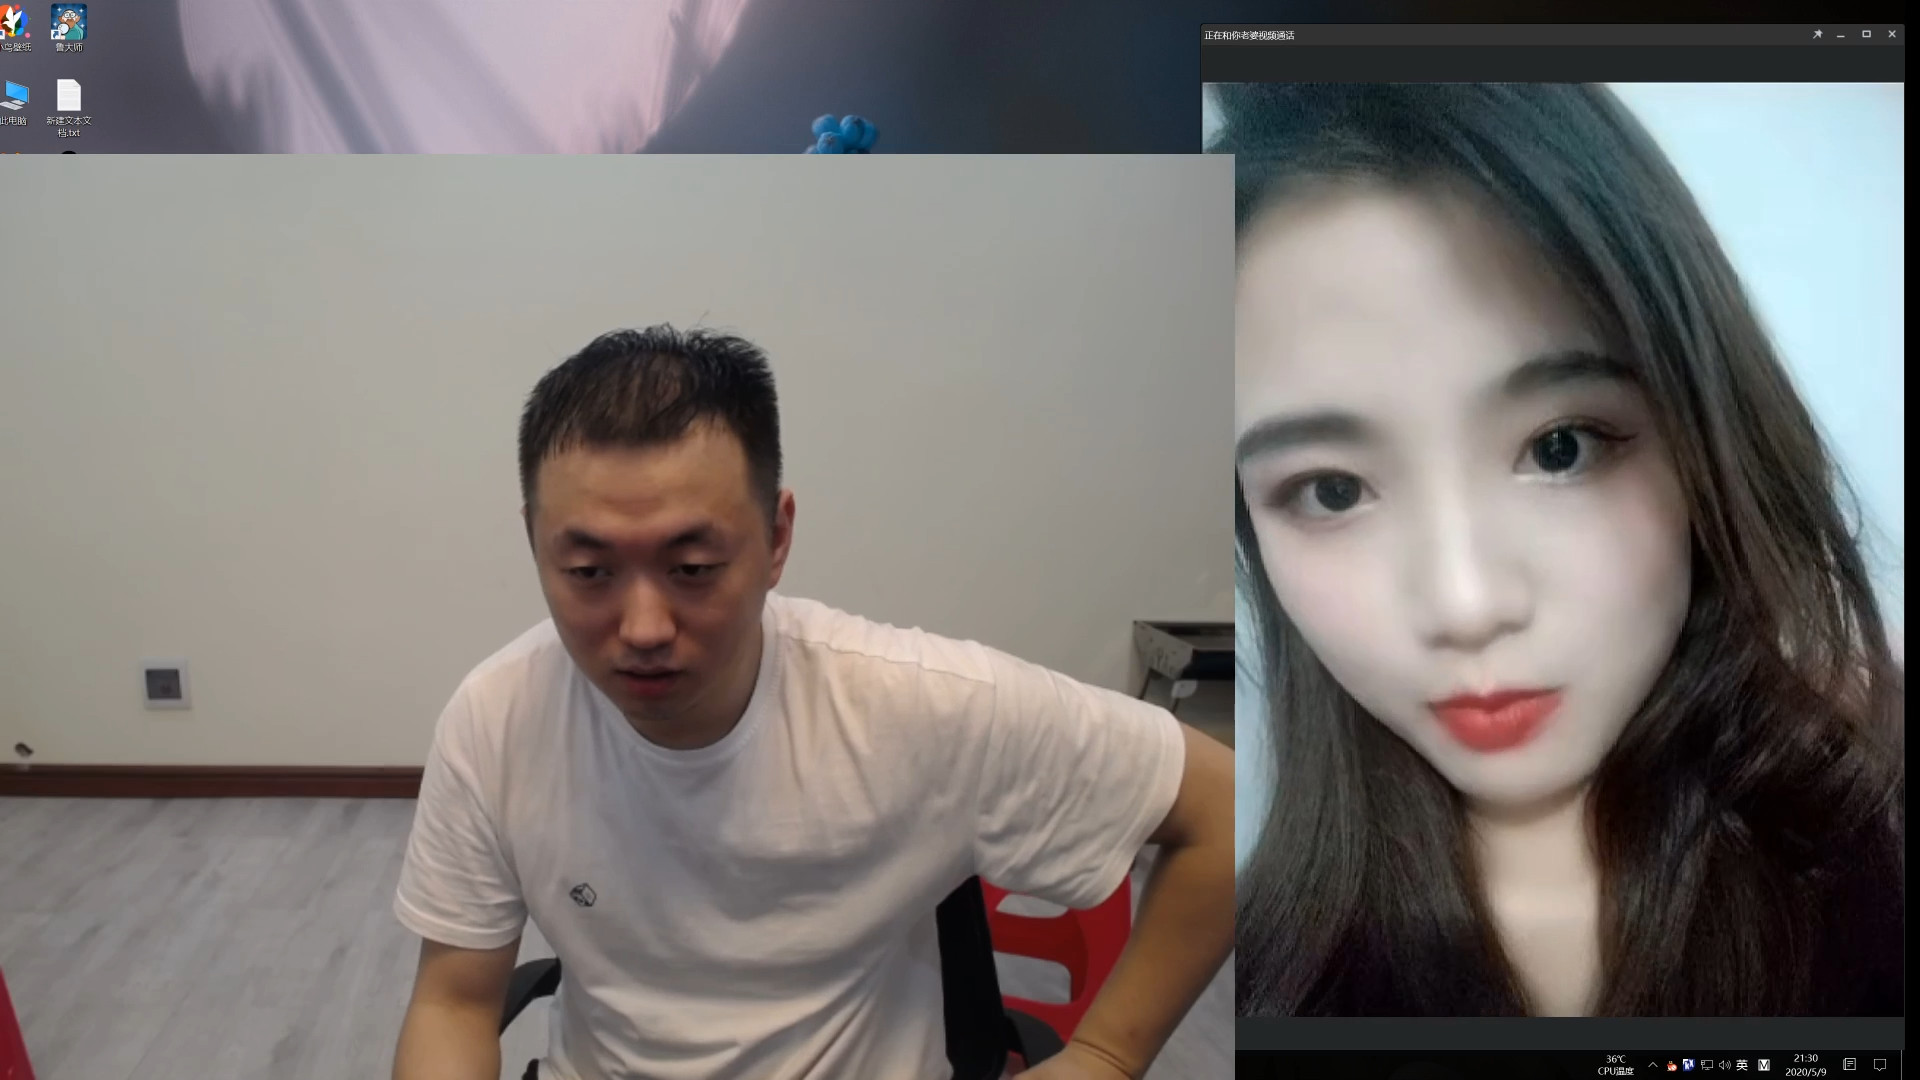 鸟壁纸
鲁大师
此电脑
新建文本文
档.txt
正在和你老婆视频通话
36℃
CPU温度
英
M
21:30
2020/5/9